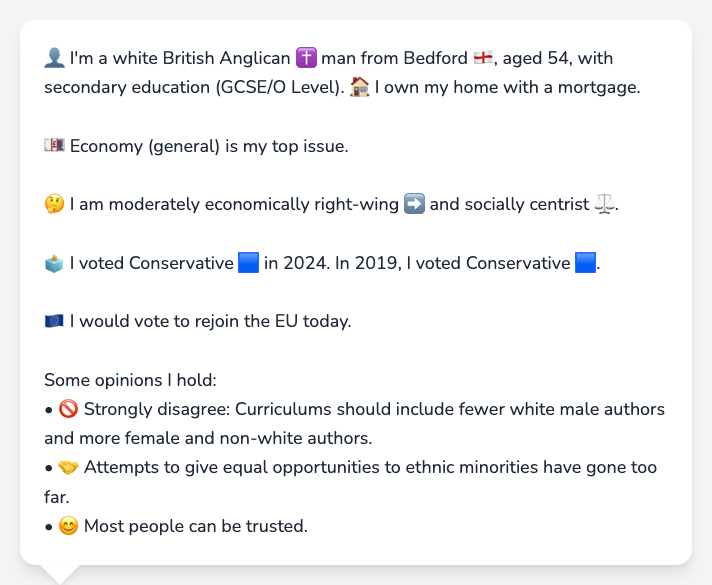 👤 I'm a white British Anglican ✝️ man from Bedford 🏴󠁧󠁢󠁥󠁮󠁧󠁿, aged 54, with
secondary education (GCSE/O Level). 🏠 I own my home with a mortgage.
💷 Economy (general) is my top issue.
🤔 I am moderately economically right-wing ➡️ and socially centrist ⚖️.
🗳️ I voted Conservative 🟦 in 2024. In 2019, I voted Conservative 🟦.
🇪🇺 I would vote to rejoin the EU today.
Some opinions I hold:
• 🚫 Strongly disagree: Curriculums should include fewer white male authors
and more female and non-white authors.
• 🤝 Attempts to give equal opportunities to ethnic minorities have gone too
far.
• 😊 Most people can be trusted.